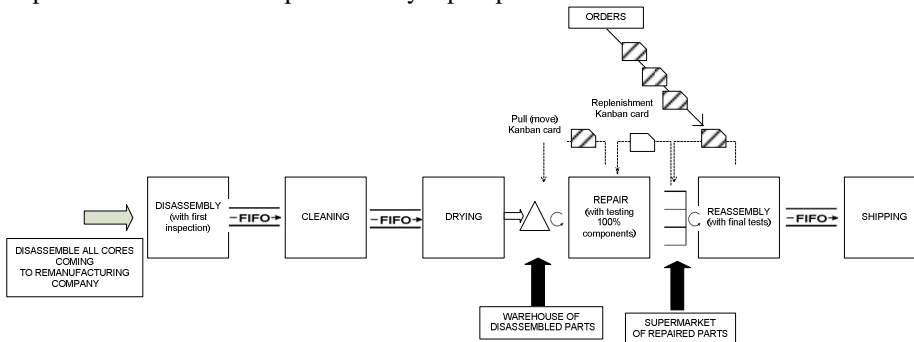 ORDERS
Replenishment
Kanban card
Pull (move)
Kanban card
DISASSEMBLY
(with first
inspection)
FIFO
CLEANING
FIFO
DRYING
REPAIR
(with testing
100%
components)
REASSEMBLY
(with final tests)
FIFO
SHIPPING
DISASSEMBLE ALL CORES
COMING
TO REMANUFACTURING
COMPANY
WAREHOUSE OF
DISASSEMBLED PARTS
SUPERMARKET
OF REPAIRED PARTS